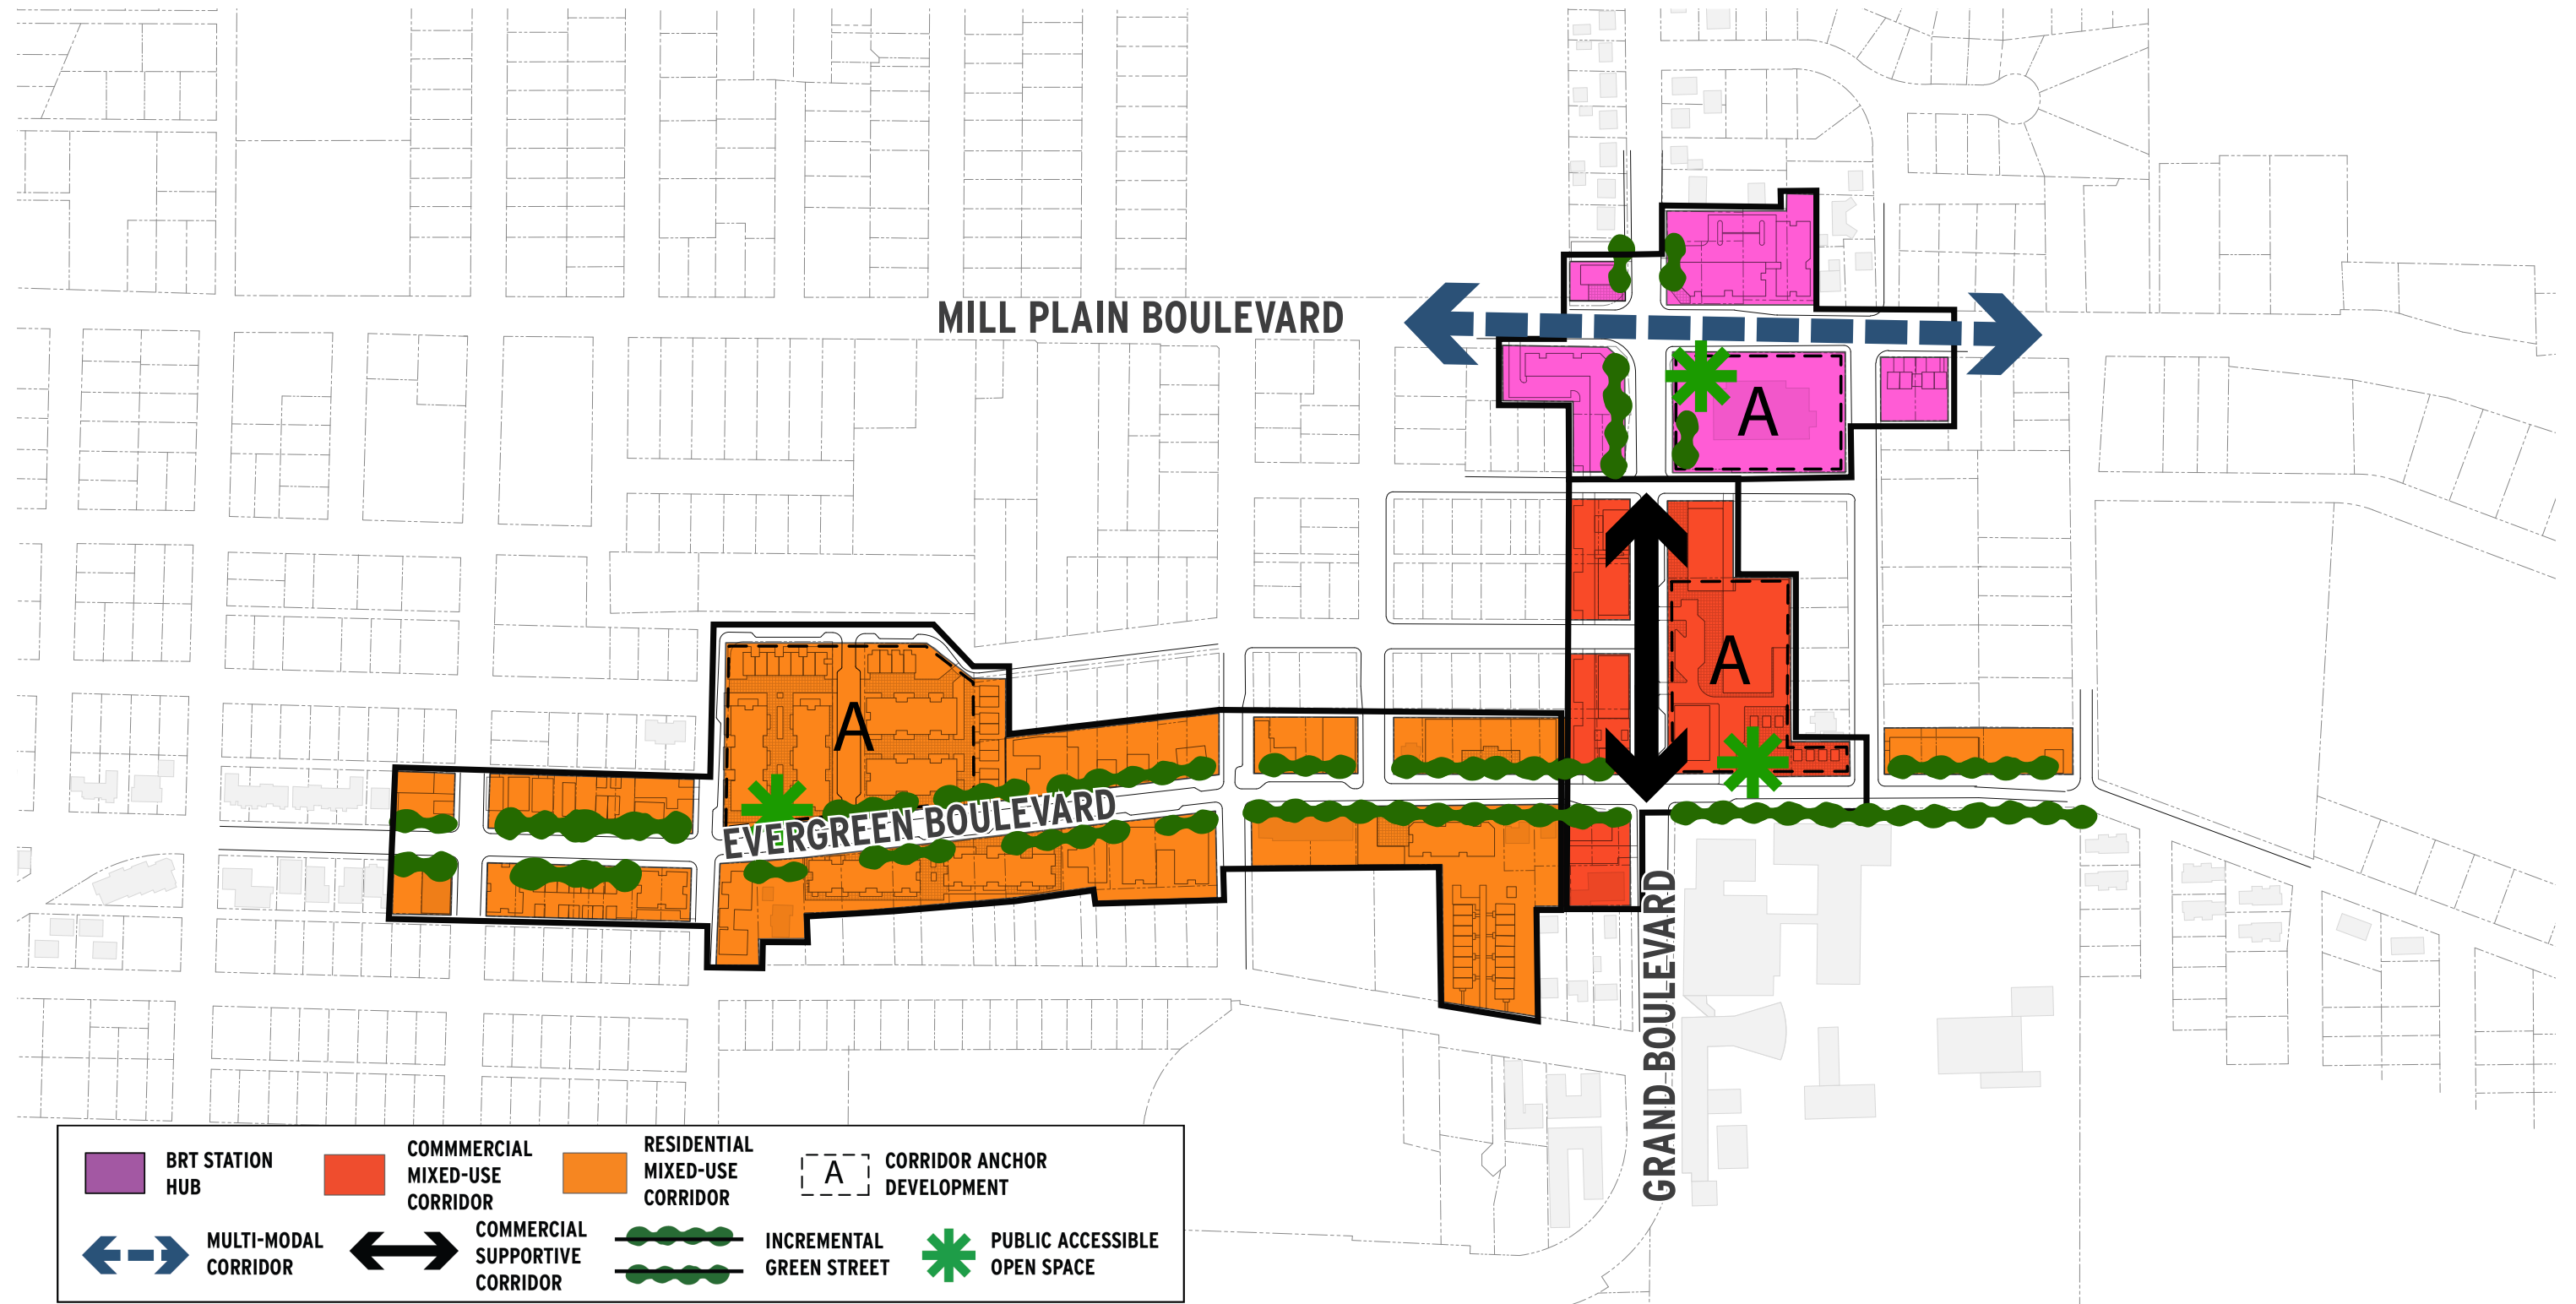 MILL PLAIN BOULEVARD
A
A
A
EVERGREEN BOULEVARD
GRAND BOULEVARD
BRT STATION
HUB
COMMMERCIAL
MIXED-USE
CORRIDOR
RESIDENTIAL
MIXED-USE
CORRIDOR
A
CORRIDOR ANCHOR
DEVELOPMENT
MULTI-MODAL
CORRIDOR
COMMERCIAL
SUPPORTIVE
CORRIDOR
INCREMENTAL
GREEN STREET
PUBLIC ACCESSIBLE
OPEN SPACE